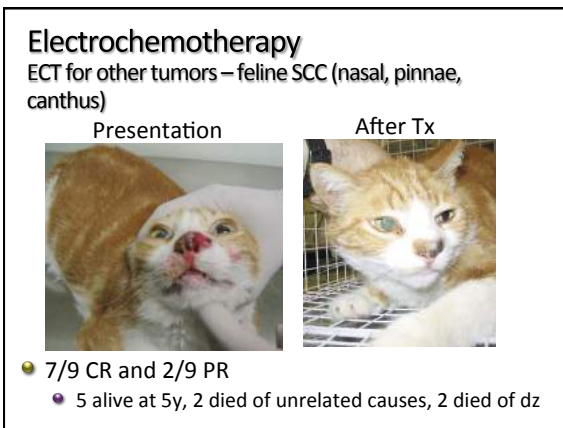 Electrochemotherapy
ECT for other tumors – feline SCC (nasal, pinnae,
canthus)
Presentation
After Tx
7/9 CR and 2/9 PR
5 alive at 5y, 2 died of unrelated causes, 2 died of dz